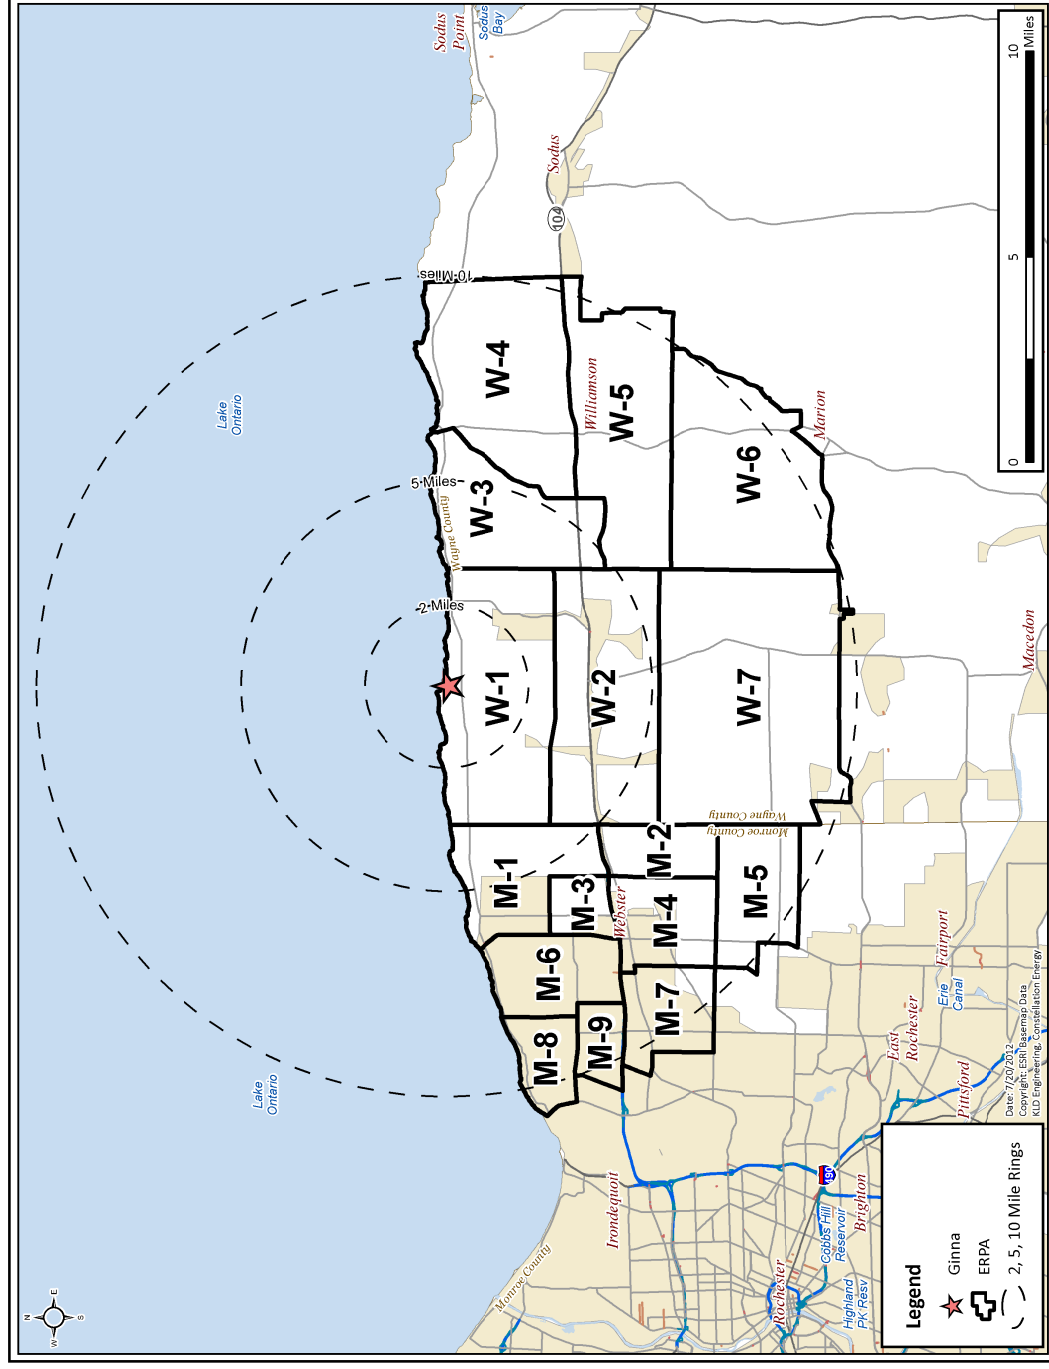 N
W
E
S
Lake
Ontario
Lake
Ontario
Sodus
Point
Sodus
Bay
Sodus
104
10 Miles
5 Miles
2 Miles
Wayne County
W-4
W-3
W-1
Williamson
W-5
W-2
W-6
W-7
Marion
Macedon
Wayne County
Monroe County
M-1
M-2
M-3
M-4
M-5
M-6
M-7
M-8
M-9
Webster
Monroe County
Irondequoit
Rochester
Brighton
490
Cobbs Hill
Reservoir
Highland
PK Resv
East
Rochester
Fairport
Erie
Canal
Pittsford
Date: 7/20/2012
Copyright: ESRI Basemap Data
KLD Engineering, Constellation Energy
Legend
Ginna
ERPA
2, 5, 10 Mile Rings
0
5
10
Miles